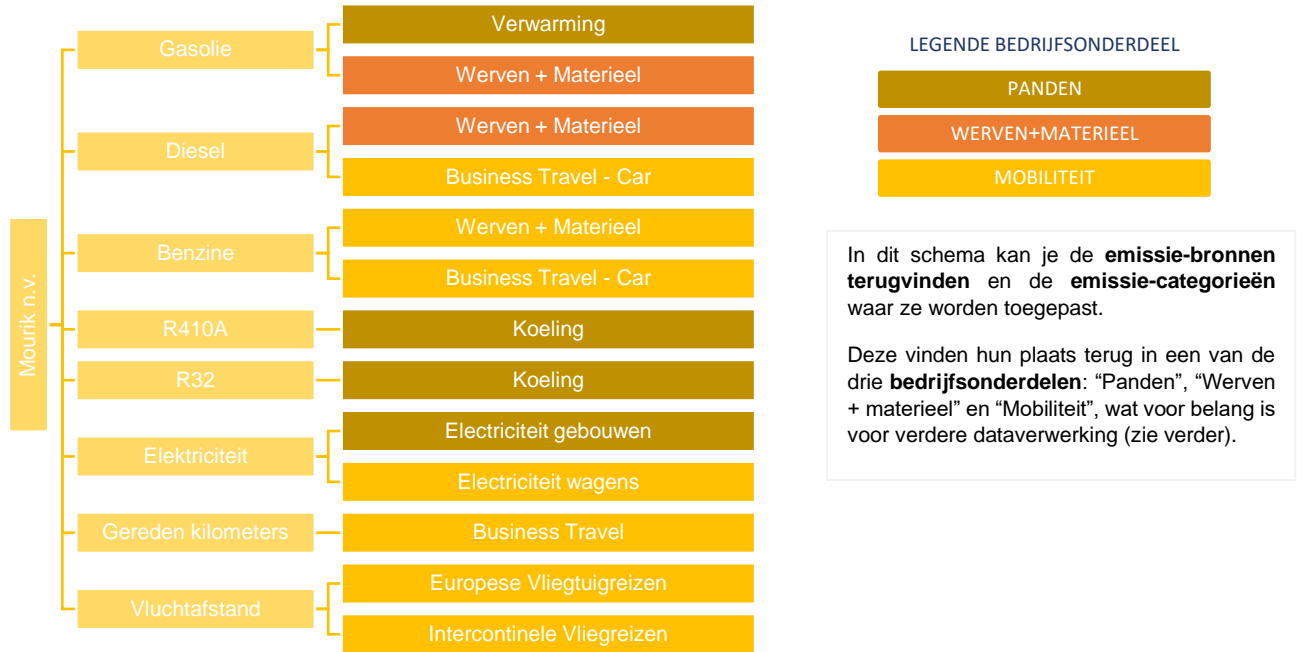 Mourik n.v.
Gasolie
Verwarming
Werven + Materieel
Diesel
Werven + Materieel
Business Travel - Car
Benzine
Werven + Materieel
Business Travel - Car
R410A
Koeling
R32
Koeling
Elektriciteit
Electriciteit gebouwen
Electriciteit wagens
Gereden kilometers
Business Travel
Vluchtafstand
Europese Vliegtuigreizen
Intercontinele Vliegreizen
LEGENDE BEDRIJFSONDERDEEL
PANDEN
WERVEN+MATERIEEL
MOBILITEIT
In dit schema kan je de emissie-bronnen
terugvinden en de emissie-categorieën
waar ze worden toegepast.
Deze vinden hun plaats terug in een van de
drie bedrijfsonderdelen: “Panden”, “Werven
+ materieel” en “Mobiliteit”, wat voor belang is
voor verdere dataverwerking (zie verder).